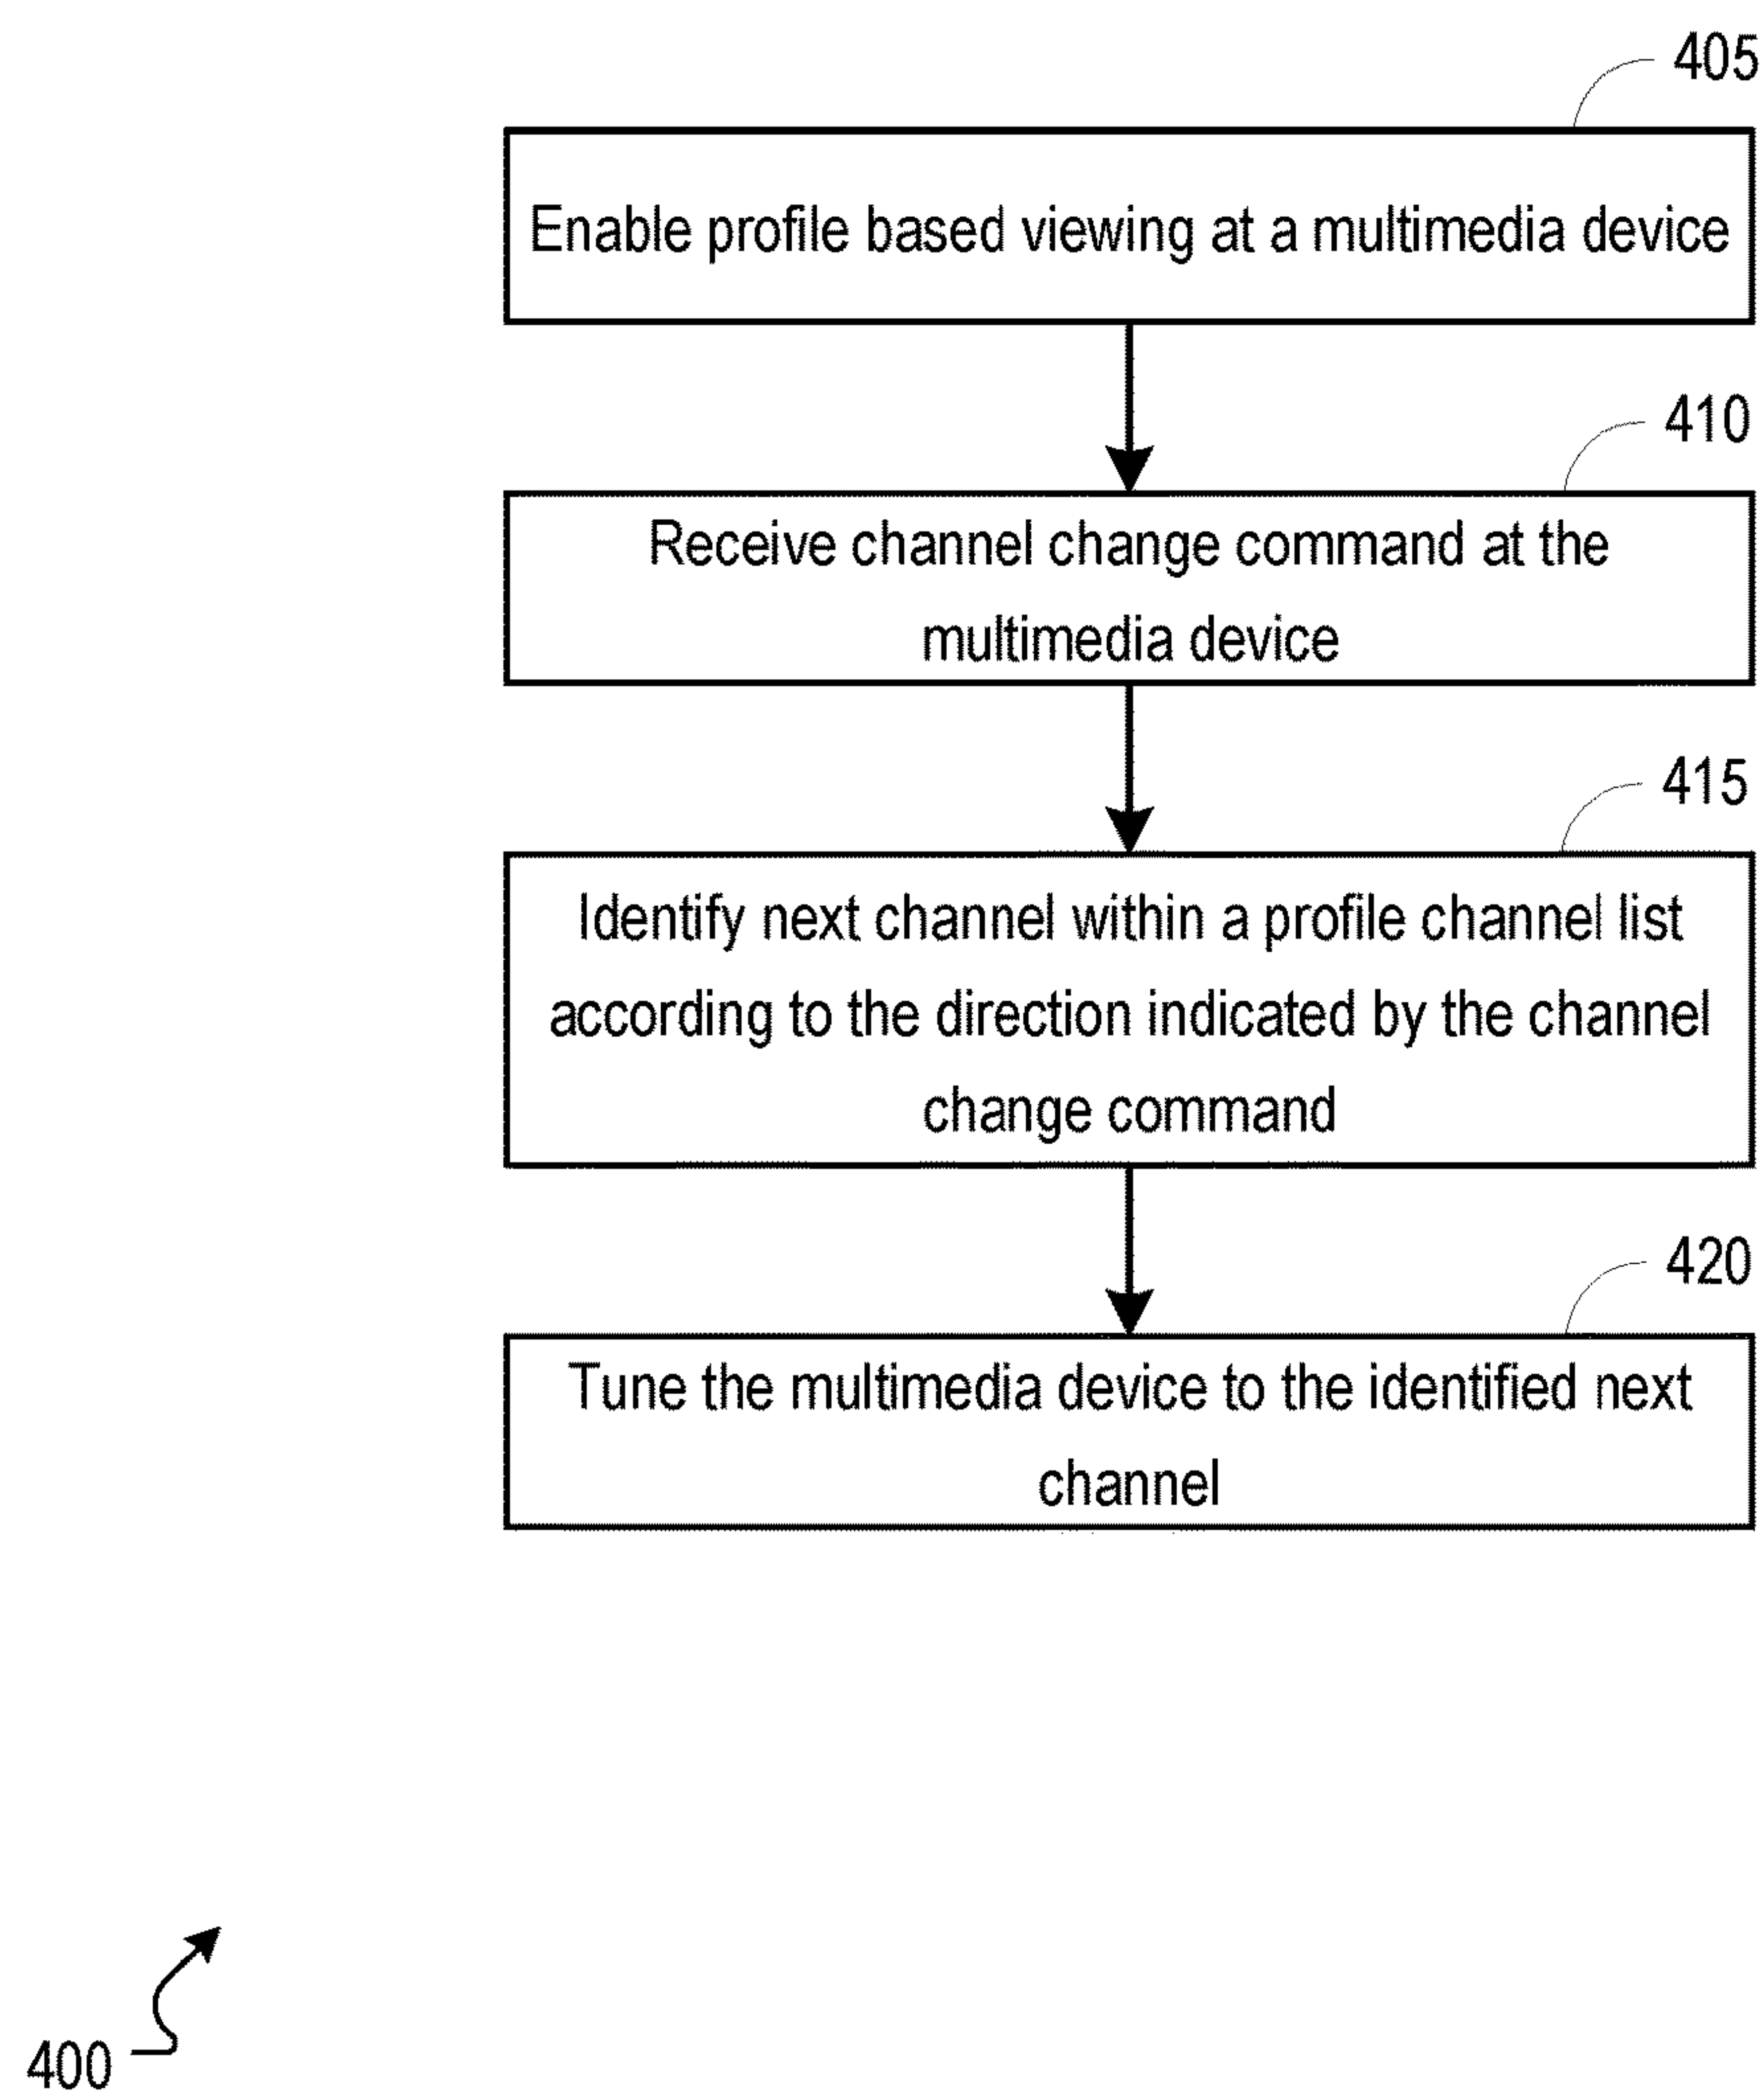 405
Enable profile based viewing at a multimedia device
410
Receive channel change command at the
multimedia device
415
Identify next channel within a profile channel list
according to the direction indicated by the channel
change command
420
Tune the multimedia device to the identified next
channel
400